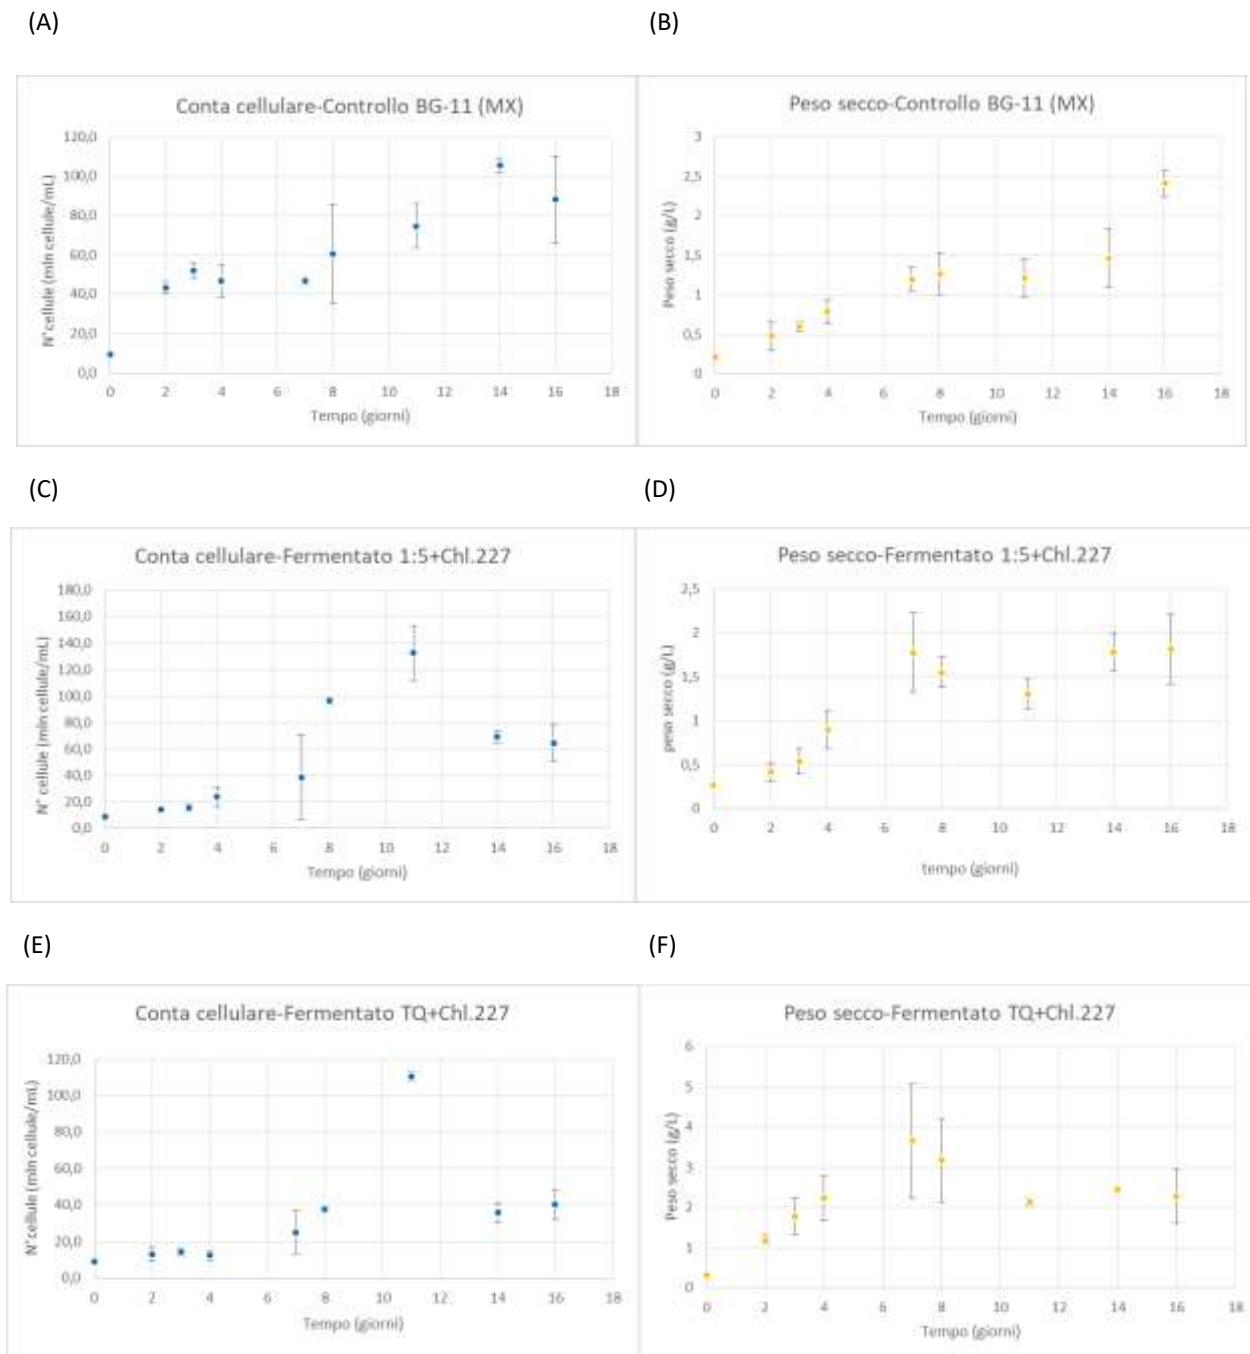 (A)
(B)
Conta cellulare-Controllo BG-11 (MX)
N°cellule (mln cellule/mL)
120,0
100,0
80,0
60,0
40,0
20,0
0,0
0 2 4 6 8 10 12 14 16 18
Tempo (giorni)
Peso secco-Controllo BG-11 (MX)
Peso secco (g/L)
3
2,5
2
1,5
1
0,5
0
0 2 4 6 8 10 12 14 16 18
Tempo (giorni)
(C)
(D)
Conta cellulare-Fermentato 1:5+Chl.227
N° cellule (mln cellule/mL)
180,0
160,0
140,0
120,0
100,0
80,0
60,0
40,0
20,0
0,0
0 2 4 6 8 10 12 14 16 18
Tempo (giorni)
Peso secco-Fermentato 1:5+Chl.227
peso secco (g/L)
2,5
2
1,5
1
0,5
0
0 2 4 6 8 10 12 14 16 18
tempo (giorni)
(E)
(F)
Conta cellulare-Fermentato TQ+Chl.227
N°cellule (mln cellule/mL)
120,0
100,0
80,0
60,0
40,0
20,0
0,0
0 2 4 6 8 10 12 14 16 18
Tempo (giorni)
Peso secco-Fermentato TQ+Chl.227
Peso secco (g/L)
6
5
4
3
2
1
0
0 2 4 6 8 10 12 14 16 18
Tempo (giorni)